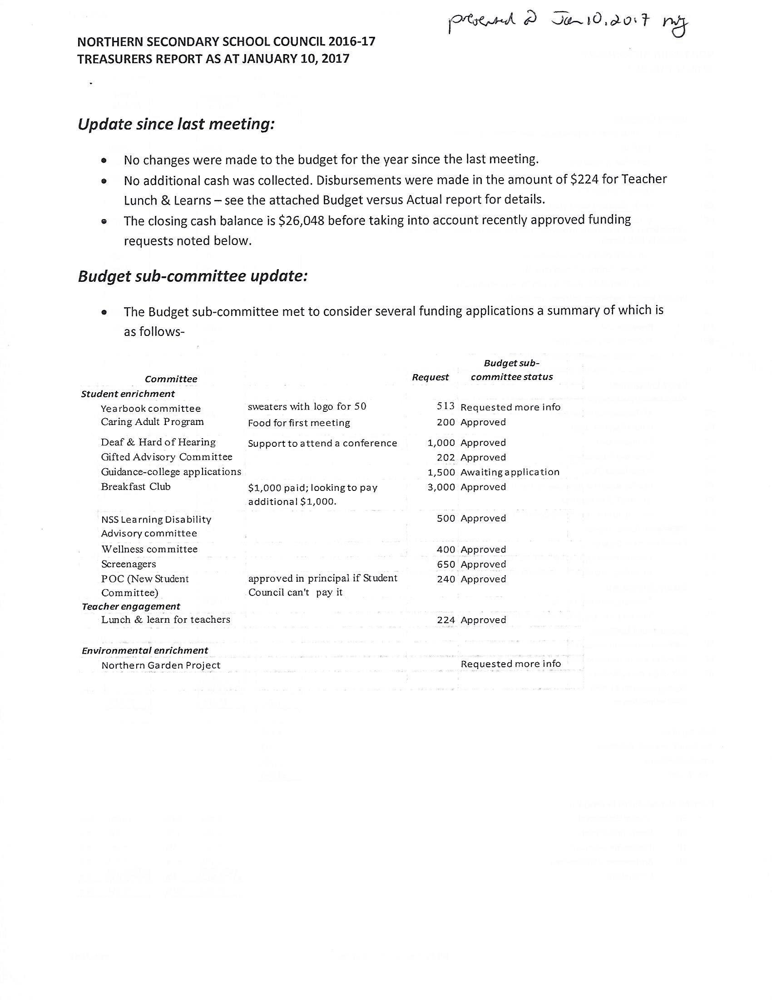 presented @ Jan 10, 2017 mtg
NORTHERN SECONDARY SCHOOL COUNCIL 2016-17
TREASURERS REPORT AS AT JANUARY 10, 2017
Update since last meeting:
• No changes were made to the budget for the year since the last meeting.
• No additional cash was collected. Disbursements were made in the amount of $224 for Teacher
Lunch & Learns – see the attached Budget versus Actual report for details.
• The closing cash balance is $26,048 before taking into account recently approved funding
requests noted below.
Budget sub-committee update:
• The Budget sub-committee met to consider several funding applications a summary of which is
as follows-
Budget sub-
Committee Request committee status
Student enrichment
Yearbook committee sweaters with logo for 50 513 Requested more info
Caring Adult Program Food for first meeting 200 Approved
Deaf & Hard of Hearing Support to attend a conference 1,000 Approved
Gifted Advisory Committee 202 Approved
Guidance-college applications 1,500 Awaiting application
Breakfast Club $1,000 paid; looking to pay 3,000 Approved
additional $1,000.
NSS Learning Disability 500 Approved
Advisory committee
Wellness committee 400 Approved
Screenagers 650 Approved
POC (New Student approved in principal if Student 240 Approved
Committee) Council can't pay it
Teacher engagement
Lunch & learn for teachers 224 Approved
Environmental enrichment
Northern Garden Project Requested more info